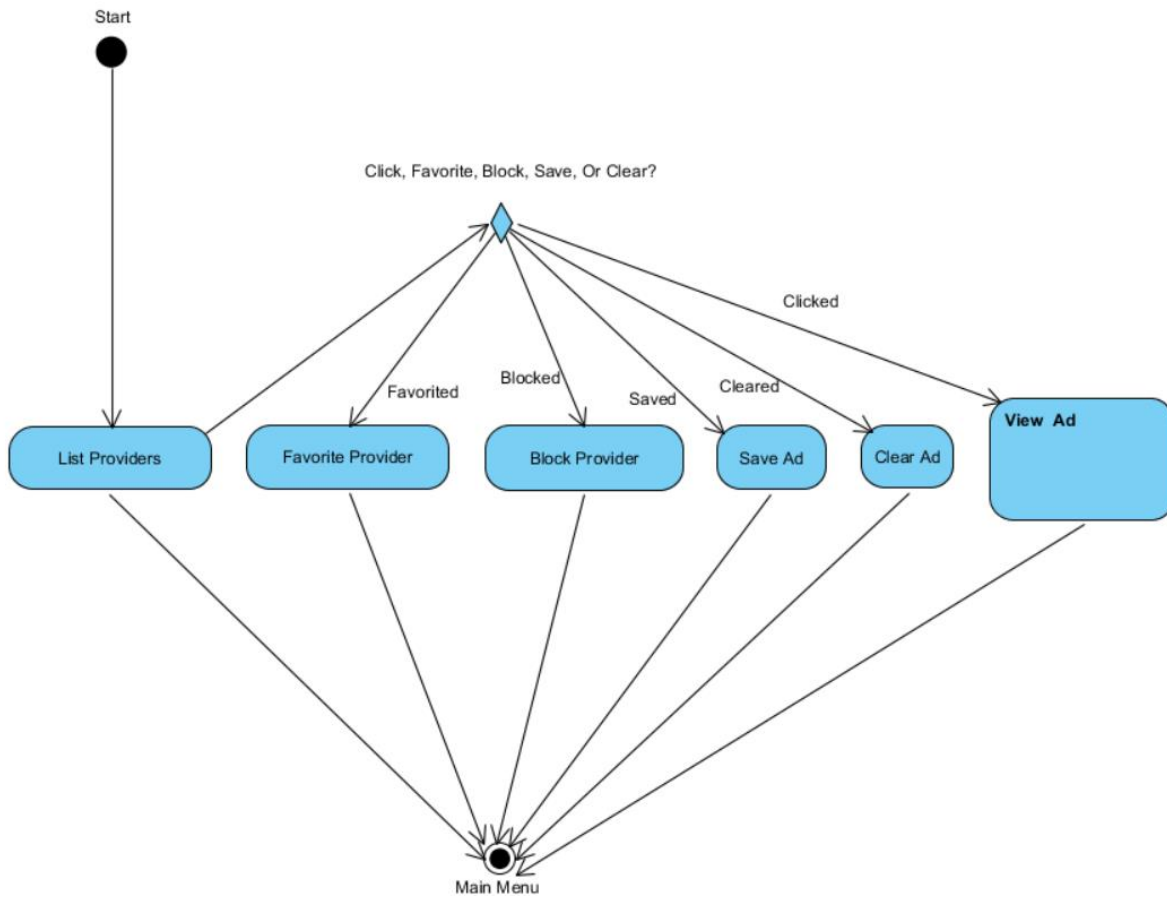 Start
Click, Favorite, Block, Save, Or Clear?
Clicked
Favorited
Blocked
Saved
Cleared
List Providers
Favorite Provider
Block Provider
Save Ad
Clear Ad
View Ad
Main Menu